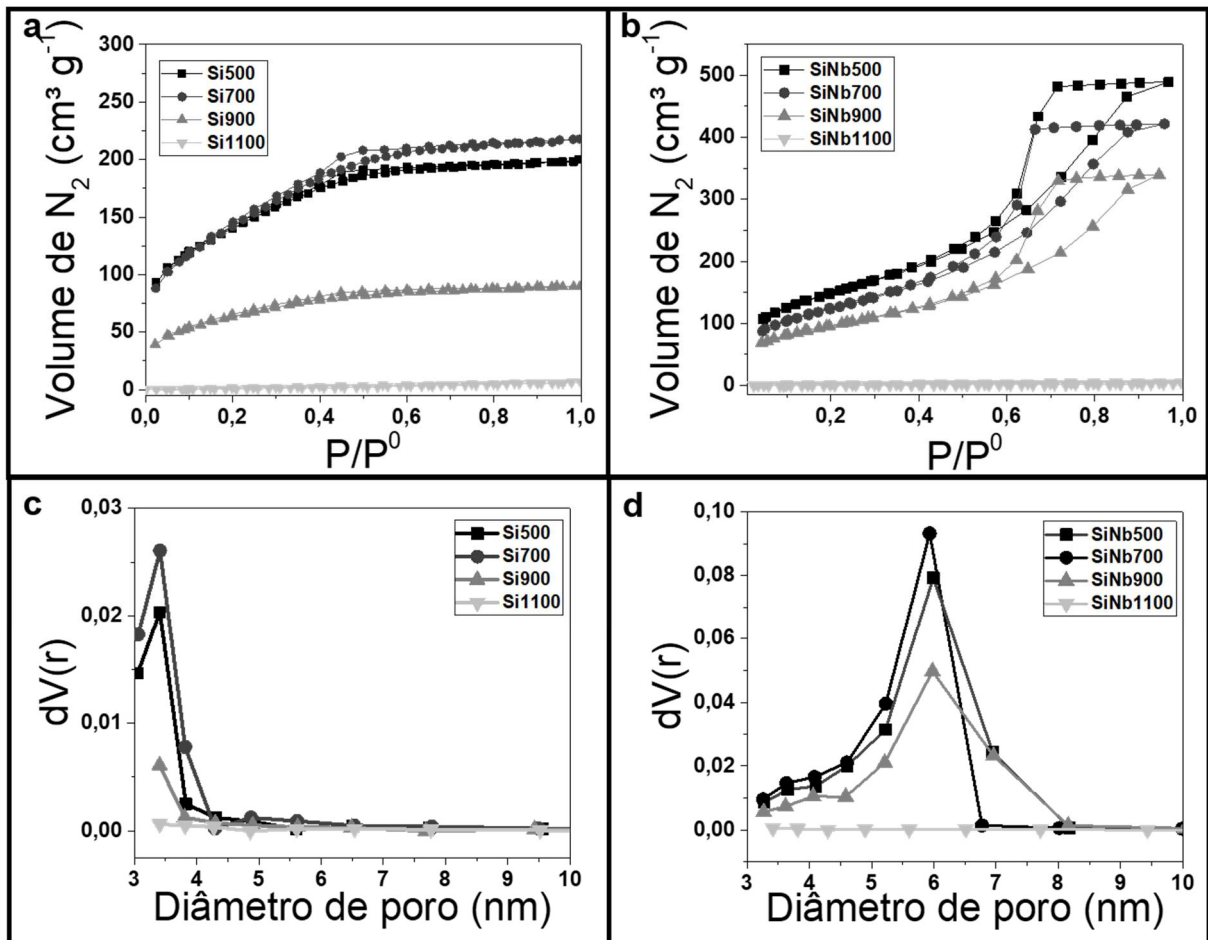 a
Volume de N₂ (cm³ g⁻¹)
300
250
200
150
100
50
0
Si500
Si700
Si900
Si1100
0,0 0,2 0,4 0,6 0,8 1,0
P/P⁰
b
Volume de N₂ (cm³ g⁻¹)
500
400
300
200
100
0
SiNb500
SiNb700
SiNb900
SiNb1100
0,2 0,4 0,6 0,8 1,0
P/P⁰
c
dV(r)
0,03
0,02
0,01
0,00
Si500
Si700
Si900
Si1100
3 4 5 6 7 8 9 10
Diâmetro de poro (nm)
d
dV(r)
0,10
0,08
0,06
0,04
0,02
0,00
SiNb500
SiNb700
SiNb900
SiNb1100
3 4 5 6 7 8 9 10
Diâmetro de poro (nm)